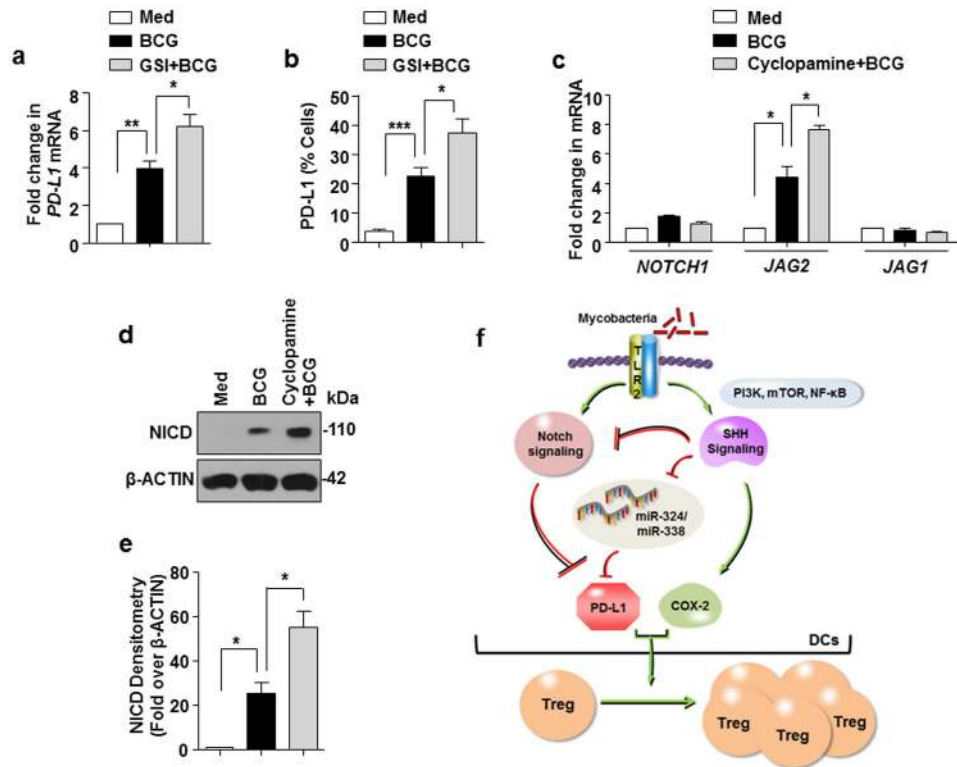 a
Med
BCG
GSI+BCG
Fold change in
PD-L1 mRNA
8
6
4
2
0
**
*
b
Med
BCG
GSI+BCG
PD-L1 (% Cells)
50
40
30
20
10
0
***
*
c
Med
BCG
Cyclopamine+BCG
Fold change in mRNA
10
8
6
4
2
0
*
*
NOTCH1
JAG2
JAG1
d
Med
BCG
Cyclopamine
+BCG
kDa
NICD
-110
β-ACTIN
-42
e
NICD Densitometry
(Fold over β-ACTIN)
80
60
40
20
0
*
*
f
Mycobacteria
TLR2
PI3K, mTOR, NF-κB
Notch
signaling
SHH
Signaling
miR-324/
miR-338
PD-L1
COX-2
DCs
Treg
Treg
Treg
Treg